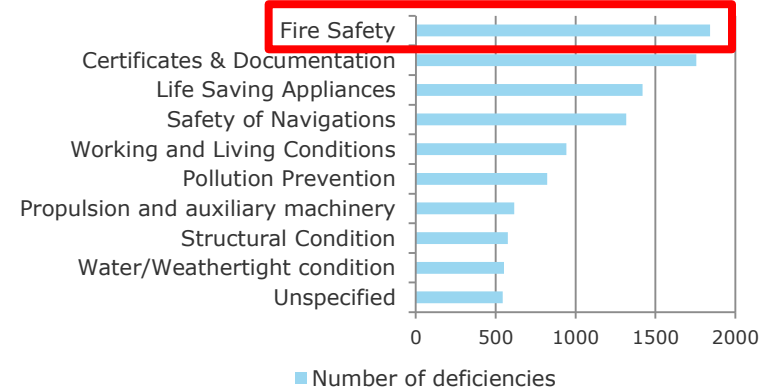 Fire Safety
Certificates & Documentation
Life Saving Appliances
Safety of Navigations
Working and Living Conditions
Pollution Prevention
Propulsion and auxiliary machinery
Structural Condition
Water/Weathertight condition
Unspecified
0 500 1000 1500 2000
Number of deficiencies